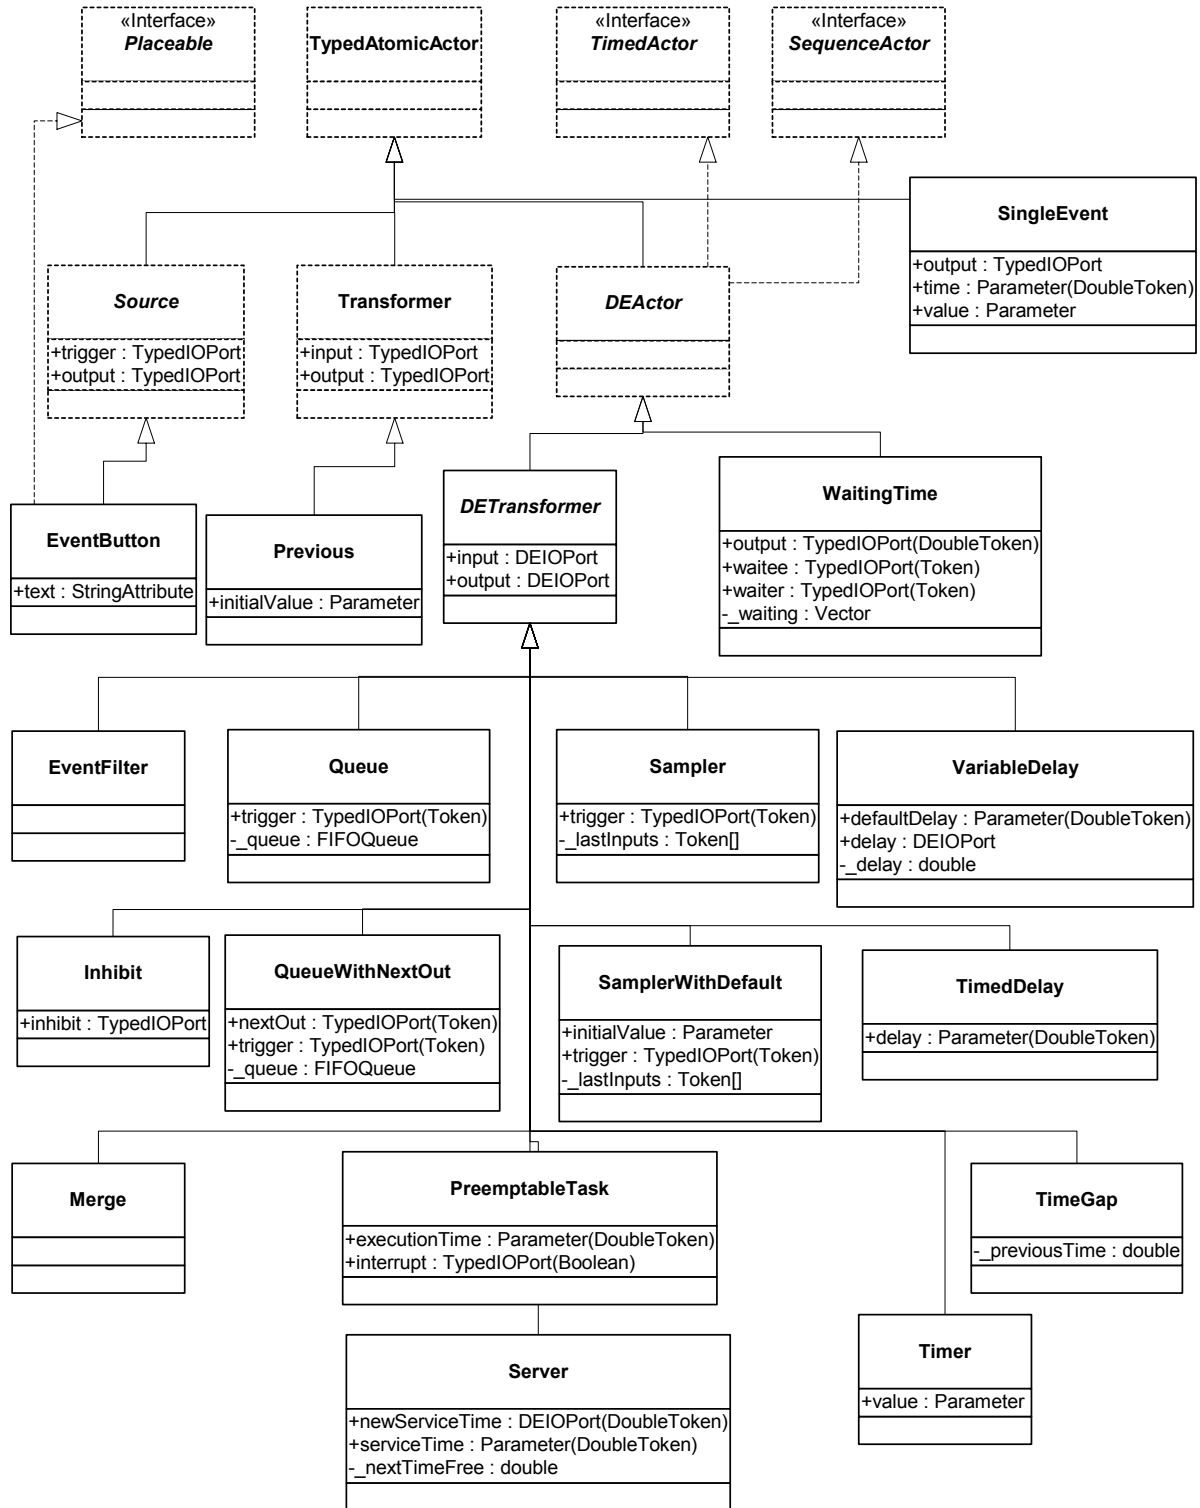 «Interface»
Placeable
TypedAtomicActor
«Interface»
TimedActor
«Interface»
SequenceActor
SingleEvent
+output : TypedIOPort
+time : Parameter(DoubleToken)
+value : Parameter
Source
+trigger : TypedIOPort
+output : TypedIOPort
Transformer
+input : TypedIOPort
+output : TypedIOPort
DEActor
EventButton
+text : StringAttribute
Previous
+initialValue : Parameter
DETransformer
+input : DEIOPort
+output : DEIOPort
WaitingTime
+output : TypedIOPort(DoubleToken)
+waitee : TypedIOPort(Token)
+waiter : TypedIOPort(Token)
-_waiting : Vector
EventFilter
Queue
+trigger : TypedIOPort(Token)
-_queue : FIFOQueue
Sampler
+trigger : TypedIOPort(Token)
-_lastInputs : Token[]
VariableDelay
+defaultDelay : Parameter(DoubleToken)
+delay : DEIOPort
-_delay : double
Inhibit
+inhibit : TypedIOPort
QueueWithNextOut
+nextOut : TypedIOPort(Token)
+trigger : TypedIOPort(Token)
-_queue : FIFOQueue
SamplerWithDefault
+initialValue : Parameter
+trigger : TypedIOPort(Token)
-_lastInputs : Token[]
TimedDelay
+delay : Parameter(DoubleToken)
Merge
PreemptableTask
+executionTime : Parameter(DoubleToken)
+interrupt : TypedIOPort(Boolean)
TimeGap
-_previousTime : double
Server
+newServiceTime : DEIOPort(DoubleToken)
+serviceTime : Parameter(DoubleToken)
-_nextTimeFree : double
Timer
+value : Parameter